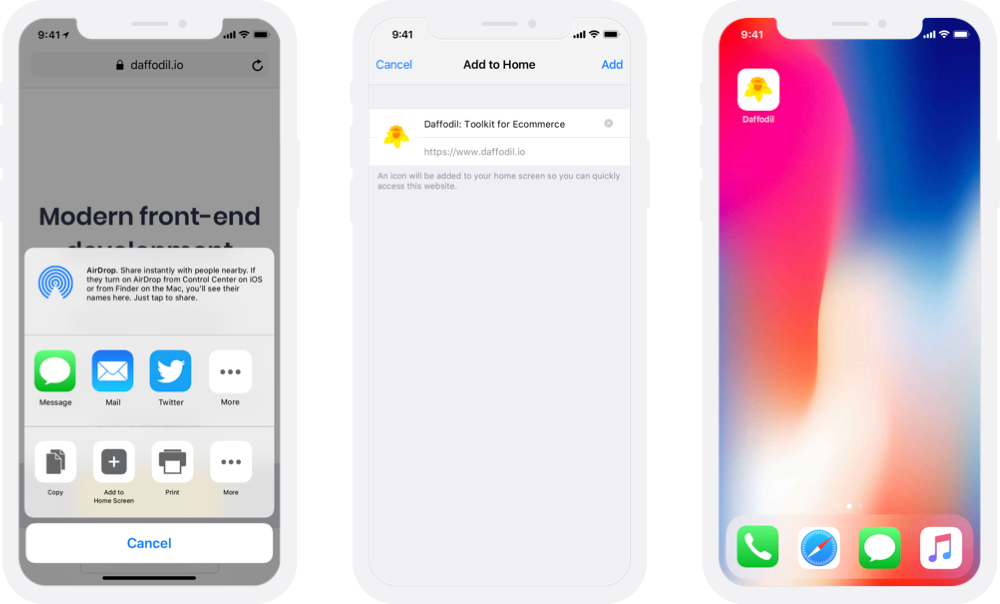 9:41
daffodil.io
Modern front-end
development
AirDrop. Share instantly with people nearby. If
they turn on AirDrop from Control Center on iOS
or from Finder on the Mac, you'll see their
names here. Just tap to share.
Message
Mail
Twitter
More
Copy
Add to
Home Screen
Print
More
Cancel
9:41
Cancel
Add to Home
Add
Daffodil: Toolkit for Ecommerce
https://www.daffodil.io
An icon will be added to your home screen so you can quickly
access this website.
9:41
Daffodil